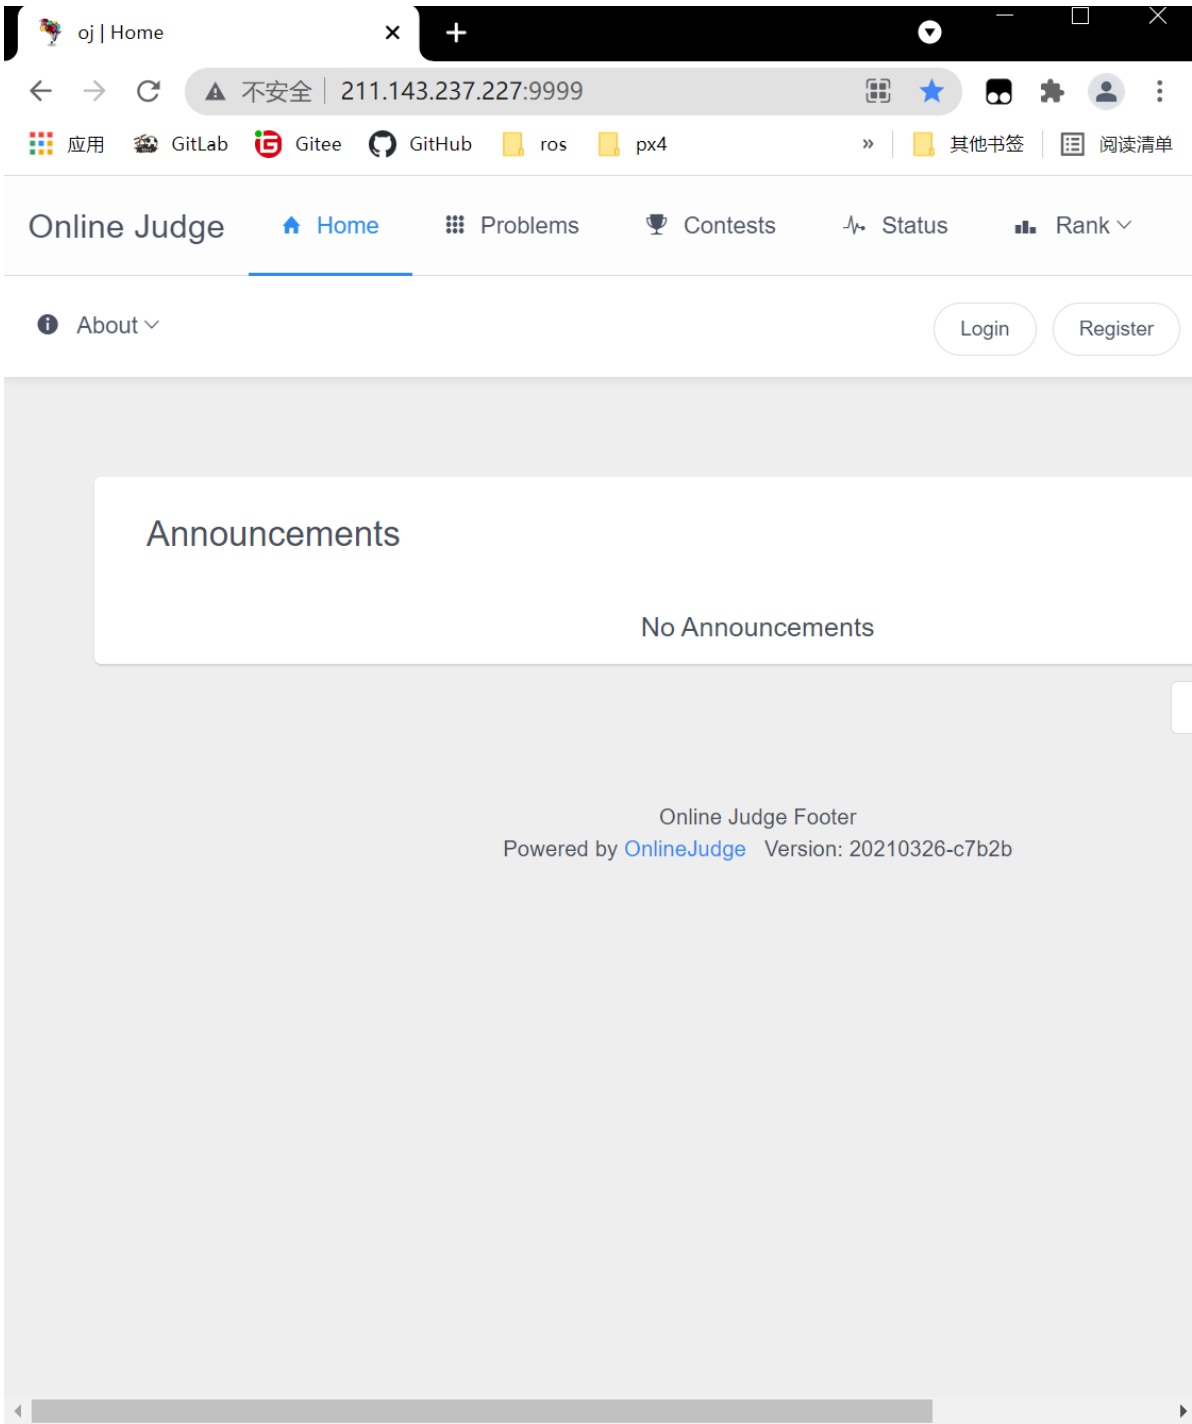 oj | Home
不安全 211.143.237.227:9999
应用 GitLab Gitee GitHub ros px4 » 其他书签 阅读清单
Online Judge Home Problems Contests Status Rank
About Login Register
Announcements
No Announcements
Online Judge Footer
Powered by OnlineJudge Version: 20210326-c7b2b